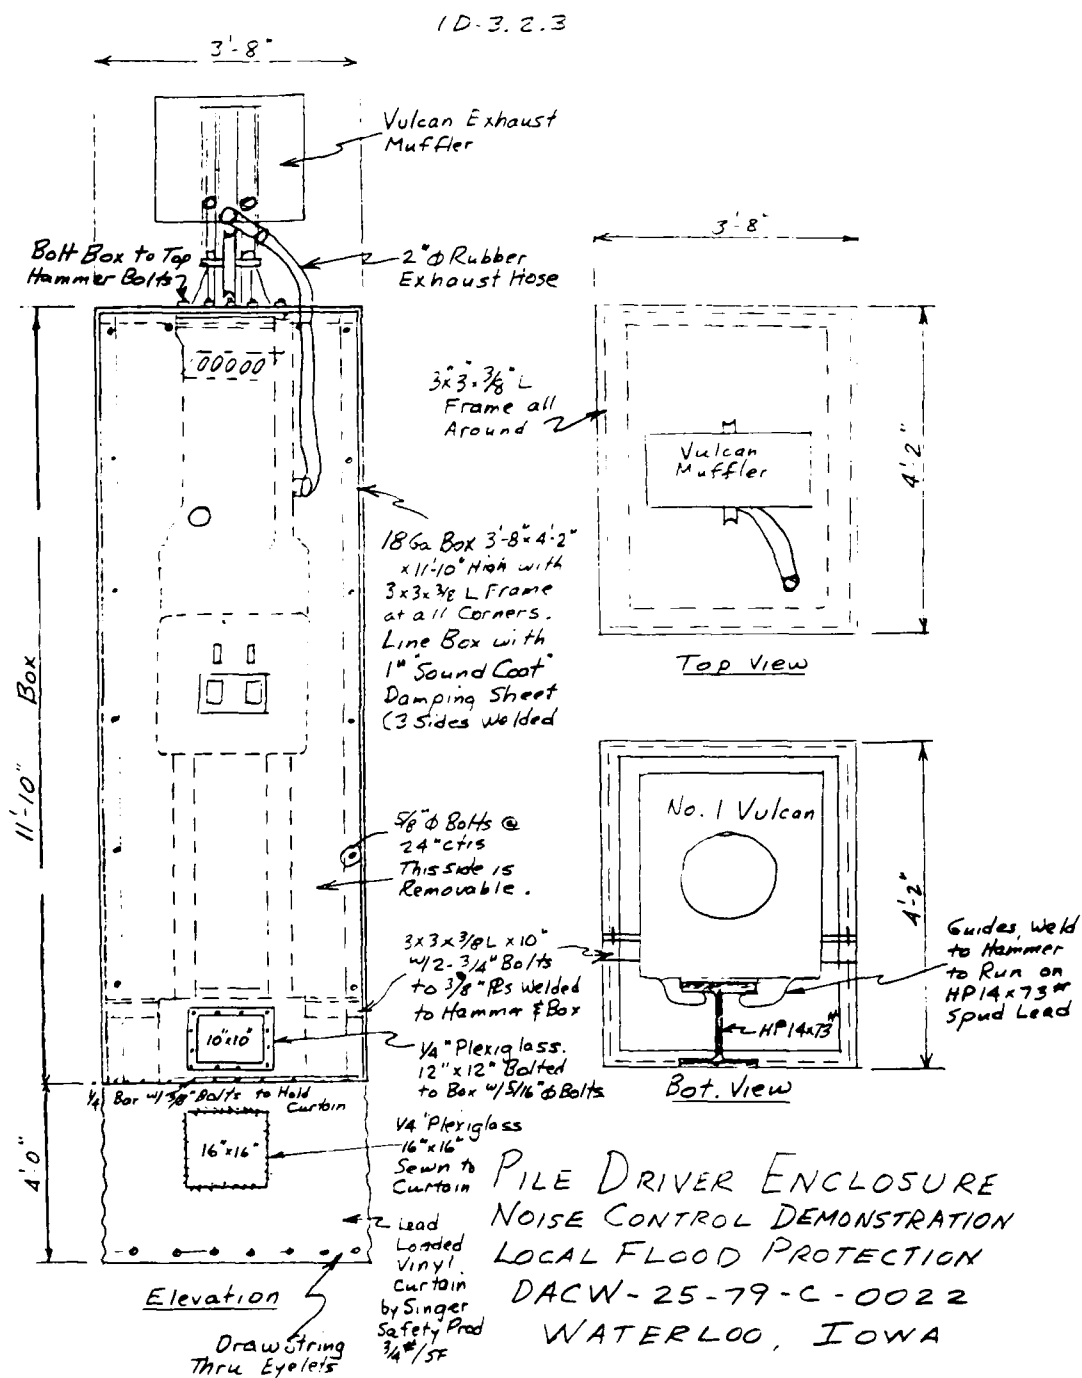 1D-3.2.3
3'-8"
Vulcan Exhaust
Muffler
Bolt Box to Top
Hammer Bolts
2"Φ Rubber
Exhaust Hose
3'-8"
3"x3"x3/8" L
Frame all
Around
Vulcan
Muffler
4'-2"
18 Ga Box 3'-8"x4'-2"
x11'-10" High with
3x3x3/8 L Frame
at all Corners.
Line Box with
1" "Sound Coat"
Damping Sheet
(3 Sides Welded
Top View
11'-10" Box
5/8"Φ Bolts @
24" ctrs
This side is
Removable.
No. 1 Vulcan
4'-2"
3x3x3/8 L x10"
w/2-3/4" Bolts
to 3/8" PLs Welded
to Hammer & Box
Guides, Weld
to Hammer
to Run on
HP14x73#
Spud Lead
HP14x73#
10"x10"
1/4" Plexiglass.
12"x12" Bolted
to Box w/5/16"Φ Bolts
Bot. View
1/4 Bar w/3/8" Bolts to Hold
Curtain
4'-0"
16"x16"
1/4" Plexiglass
16"x16"
Sewn to
Curtain
Lead
Loaded
Vinyl
Curtain
by Singer
Safety Prod
3/4#/SF
Elevation
Draw String
Thru Eyelets
PILE DRIVER ENCLOSURE
NOISE CONTROL DEMONSTRATION
LOCAL FLOOD PROTECTION
DACW-25-79-C-0022
WATERLOO, IOWA